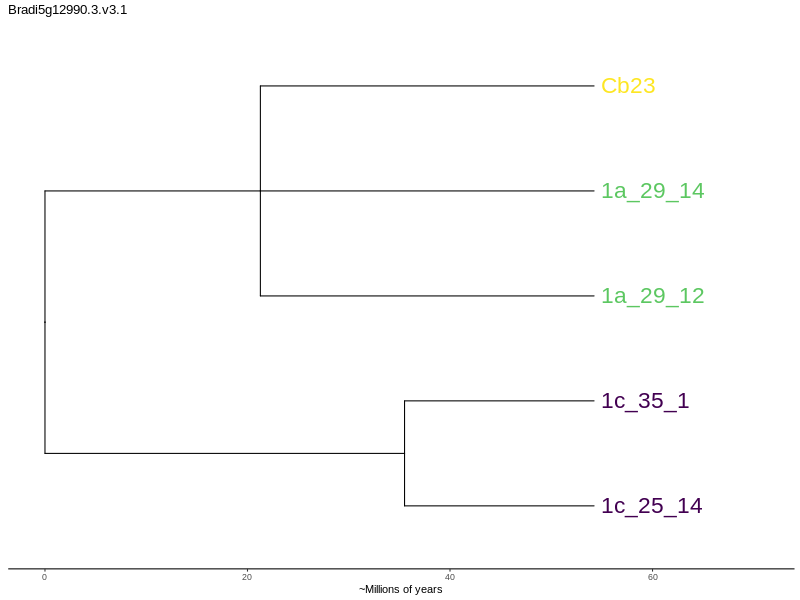 Bradi5g12990.3.v3.1
Cb23
1a_29_14
1a_29_12
1c_35_1
1c_25_14
0 20 40 60
~Millions of years